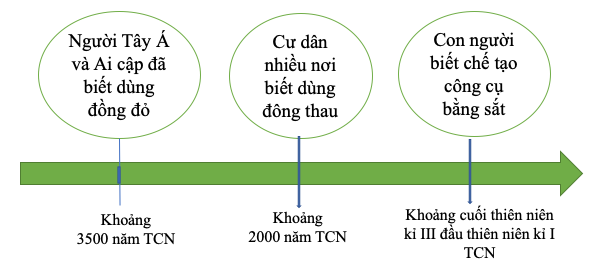 Người Tây Á
và Ai cập đã
biết dùng
đồng đỏ
Cư dân
nhiều nơi
biết dùng
đông thau
Con người
biết chế tạo
công cụ
bằng sắt
Khoảng
3500 năm TCN
Khoảng
2000 năm TCN
Khoảng cuối thiên niên
kỉ III đầu thiên niên kỉ I
TCN